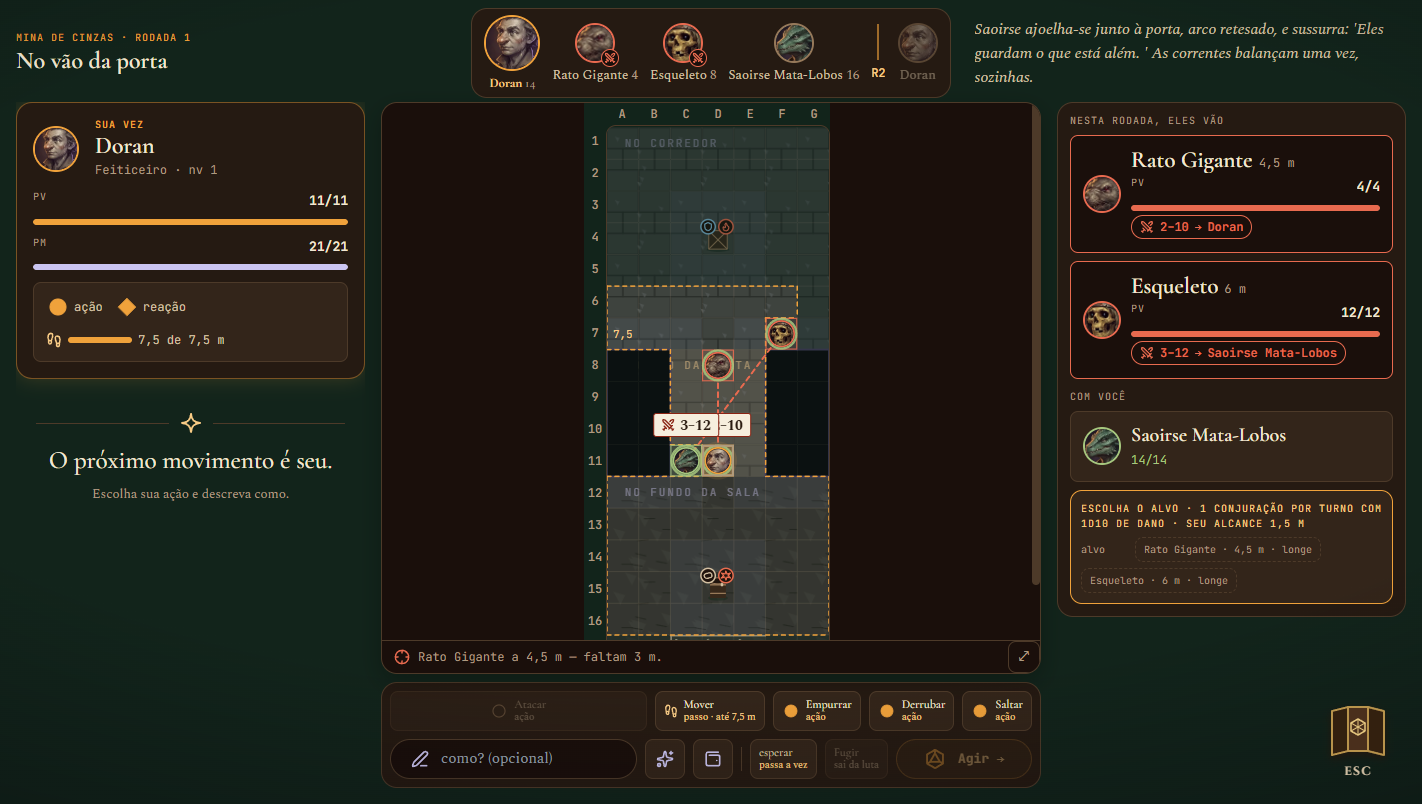 MINA DE CINZAS · RODADA 1
No vão da porta
Doran 14
Rato Gigante 4
Esqueleto 8
Saoirse Mata-Lobos 16
R2
Doran
Saoirse ajoelha-se junto à porta, arco retesado, e sussurra: 'Eles
guardam o que está além. ' As correntes balançam uma vez,
sozinhas.
SUA VEZ
Doran
Feiticeiro · nv 1
PV 11/11
PM 21/21
ação reação
7,5 de 7,5 m
O próximo movimento é seu.
Escolha sua ação e descreva como.
A B C D E F G
1
NO CORREDOR
2
3
4
5
6
7
7,5
8
DA TA
9
10
3–12 –10
11
12
NO FUNDO DA SALA
13
14
15
16
Rato Gigante a 4,5 m — faltam 3 m.
Atacar
ação
Mover
passo · até 7,5 m
Empurrar
ação
Derrubar
ação
Saltar
ação
como? (opcional)
esperar
passa a vez
Fugir
sai da luta
Agir →
NESTA RODADA, ELES VÃO
Rato Gigante 4,5 m
PV 4/4
2–10 → Doran
Esqueleto 6 m
PV 12/12
3–12 → Saoirse Mata-Lobos
COM VOCÊ
Saoirse Mata-Lobos
14/14
ESCOLHA O ALVO · 1 CONJURAÇÃO POR TURNO COM
1D10 DE DANO · SEU ALCANCE 1,5 M
alvo Rato Gigante · 4,5 m · longe
Esqueleto · 6 m · longe
ESC